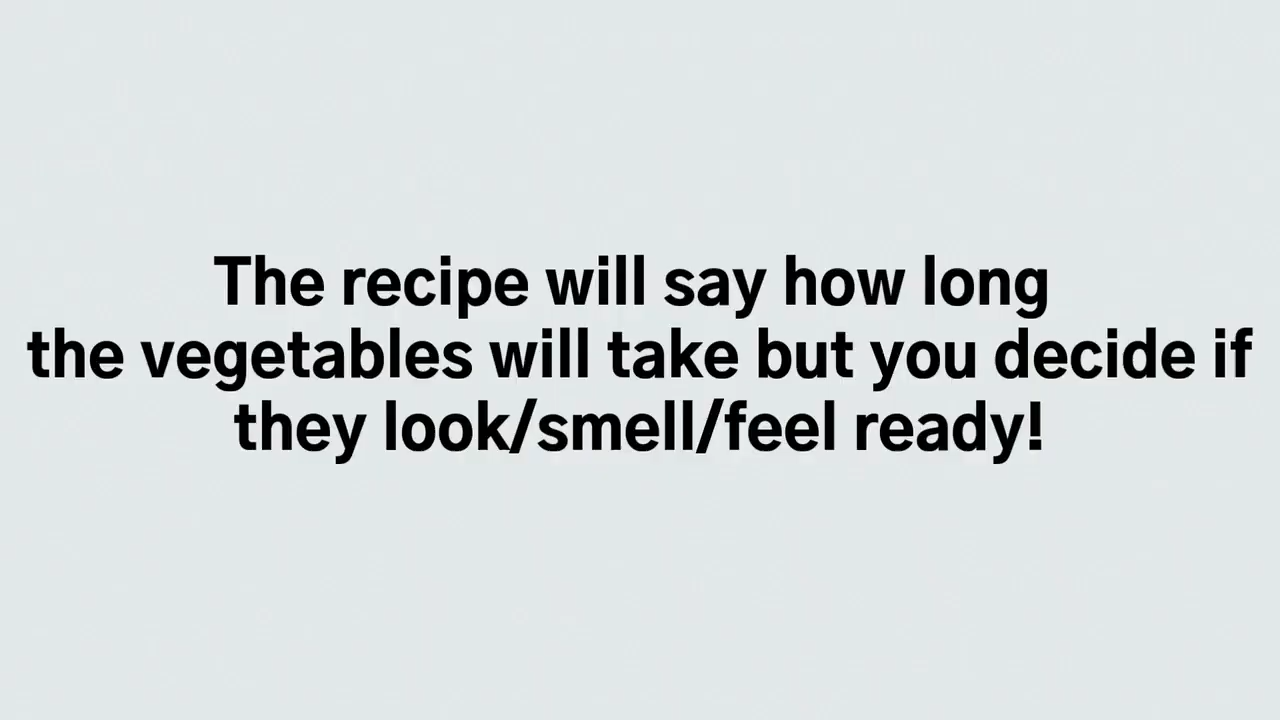 The recipe will say how long
the vegetables will take but you decide if
they look/smell/feel ready!